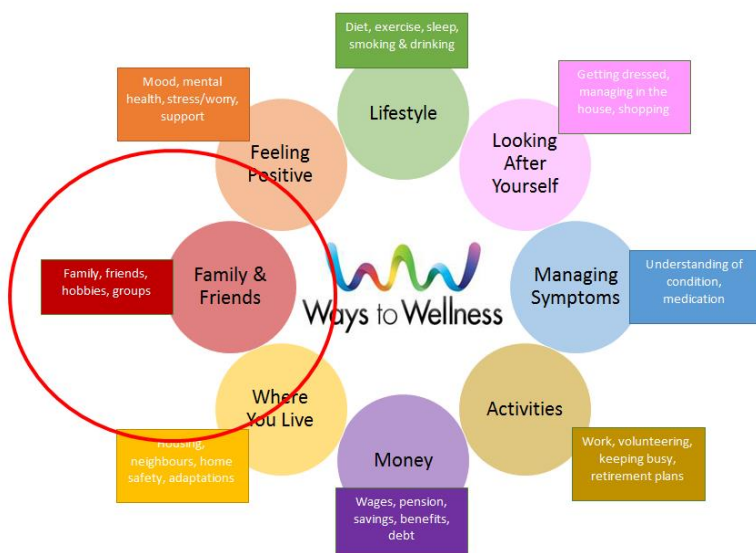 Diet, exercise, sleep,
smoking & drinking
Lifestyle
Getting dressed,
managing in the
house, shopping
Looking
After
Yourself
Understanding of
condition,
medication
Managing
Symptoms
Work, volunteering,
keeping busy,
retirement plans
Activities
Wages, pension,
savings, benefits,
debt
Money
Housing,
neighbours, home
safety, adaptations
Where
You Live
Family, friends,
hobbies, groups
Family &
Friends
Mood, mental
health, stress/worry,
support
Feeling
Positive
Ways to Wellness